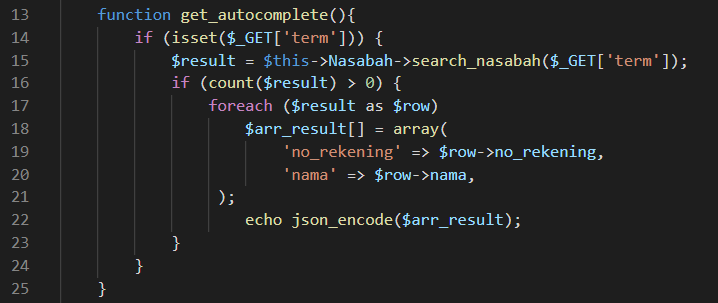 13 function get_autocomplete(){
14 if (isset($_GET['term'])) {
15 $result = $this->Nasabah->search_nasabah($_GET['term']);
16 if (count($result) > 0) {
17 foreach ($result as $row)
18 $arr_result[] = array(
19 'no_rekening' => $row->no_rekening,
20 'nama' => $row->nama,
21 );
22 echo json_encode($arr_result);
23 }
24 }
25 }